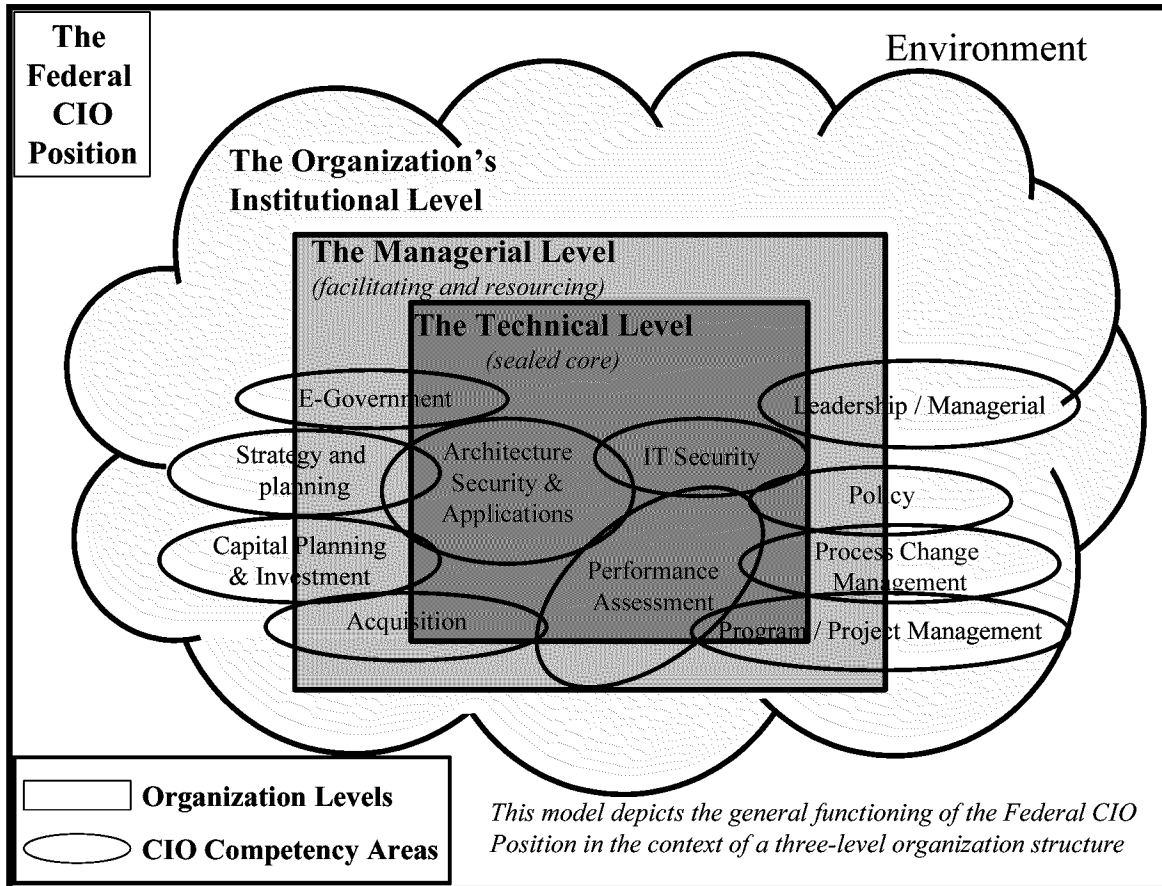 The
Federal
CIO
Position
Environment
The Organization's
Institutional Level
The Managerial Level
(facilitating and resourcing)
The Technical Level
(sealed core)
E-Government
Leadership / Managerial
Strategy and
planning
Architecture
Security &
Applications
IT Security
Policy
Capital Planning
& Investment
Performance
Assessment
Process Change
Management
Acquisition
Program / Project Management
Organization Levels
CIO Competency Areas
This model depicts the general functioning of the Federal CIO
Position in the context of a three-level organization structure